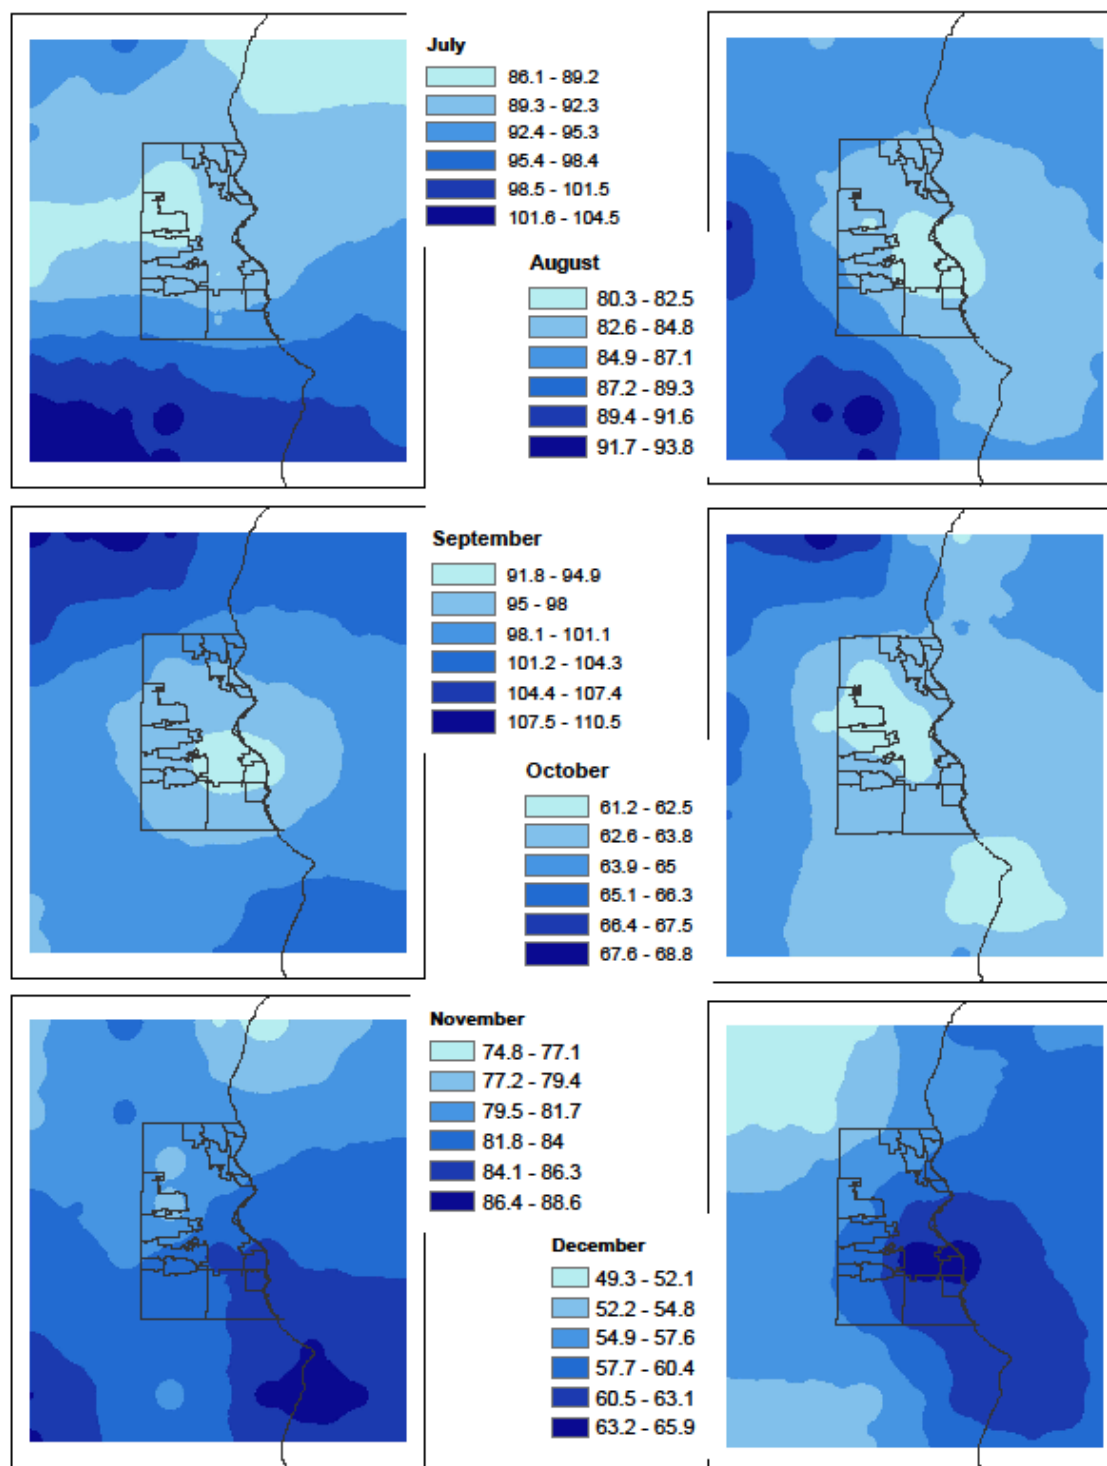 July
86.1 - 89.2
89.3 - 92.3
92.4 - 95.3
95.4 - 98.4
98.5 - 101.5
101.6 - 104.5
August
80.3 - 82.5
82.6 - 84.8
84.9 - 87.1
87.2 - 89.3
89.4 - 91.6
91.7 - 93.8
September
91.8 - 94.9
95 - 98
98.1 - 101.1
101.2 - 104.3
104.4 - 107.4
107.5 - 110.5
October
61.2 - 62.5
62.6 - 63.8
63.9 - 65
65.1 - 66.3
66.4 - 67.5
67.6 - 68.8
November
74.8 - 77.1
77.2 - 79.4
79.5 - 81.7
81.8 - 84
84.1 - 86.3
86.4 - 88.6
December
49.3 - 52.1
52.2 - 54.8
54.9 - 57.6
57.7 - 60.4
60.5 - 63.1
63.2 - 65.9